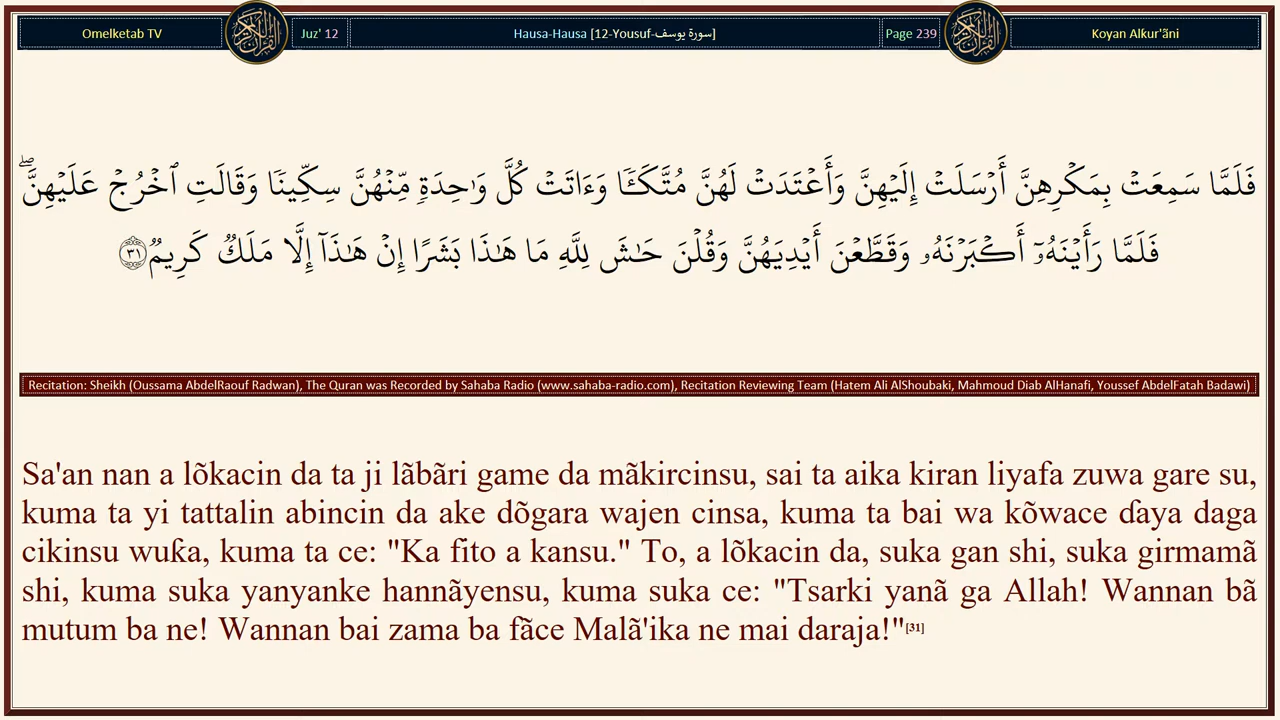 Omelketab TV
Juz' 12
Hausa-Hausa [12-Yousuf-سورة يوسف]
Page 239
Koyan Alkur'ãni
فَلَمَّا سَمِعَتْ بِمَكْرِهِنَّ أَرْسَلَتْ إِلَيْهِنَّ وَأَعْتَدَتْ لَهُنَّ مُتَّكَـًٔا وَءَاتَتْ كُلَّ وَٰحِدَةٍ مِّنْهُنَّ سِكِّينًا وَقَالَتِ ٱخْرُجْ عَلَيْهِنَّ ۖ
فَلَمَّا رَأَيْنَهُۥٓ أَكْبَرْنَهُۥ وَقَطَّعْنَ أَيْدِيَهُنَّ وَقُلْنَ حَـٰشَ لِلَّهِ مَا هَـٰذَا بَشَرًا إِنْ هَـٰذَآ إِلَّا مَلَكٌ كَرِيمٌ ٣١
Recitation: Sheikh (Oussama AbdelRaouf Radwan), The Quran was Recorded by Sahaba Radio (www.sahaba-radio.com), Recitation Reviewing Team (Hatem Ali AlShoubaki, Mahmoud Diab AlHanafi, Youssef AbdelFatah Badawi)
Sa'an nan a lõkacin da ta ji lãbãri game da mãkircinsu, sai ta aika kiran liyafa zuwa gare su,
kuma ta yi tattalin abincin da ake dõgara wajen cinsa, kuma ta bai wa kõwace ɗaya daga
cikinsu wuƙa, kuma ta ce: "Ka fito a kansu." To, a lõkacin da, suka gan shi, suka girmamã
shi, kuma suka yanyanke hannãyensu, kuma suka ce: "Tsarki yanã ga Allah! Wannan bã
mutum ba ne! Wannan bai zama ba fãce Malã'ika ne mai daraja!"[31]